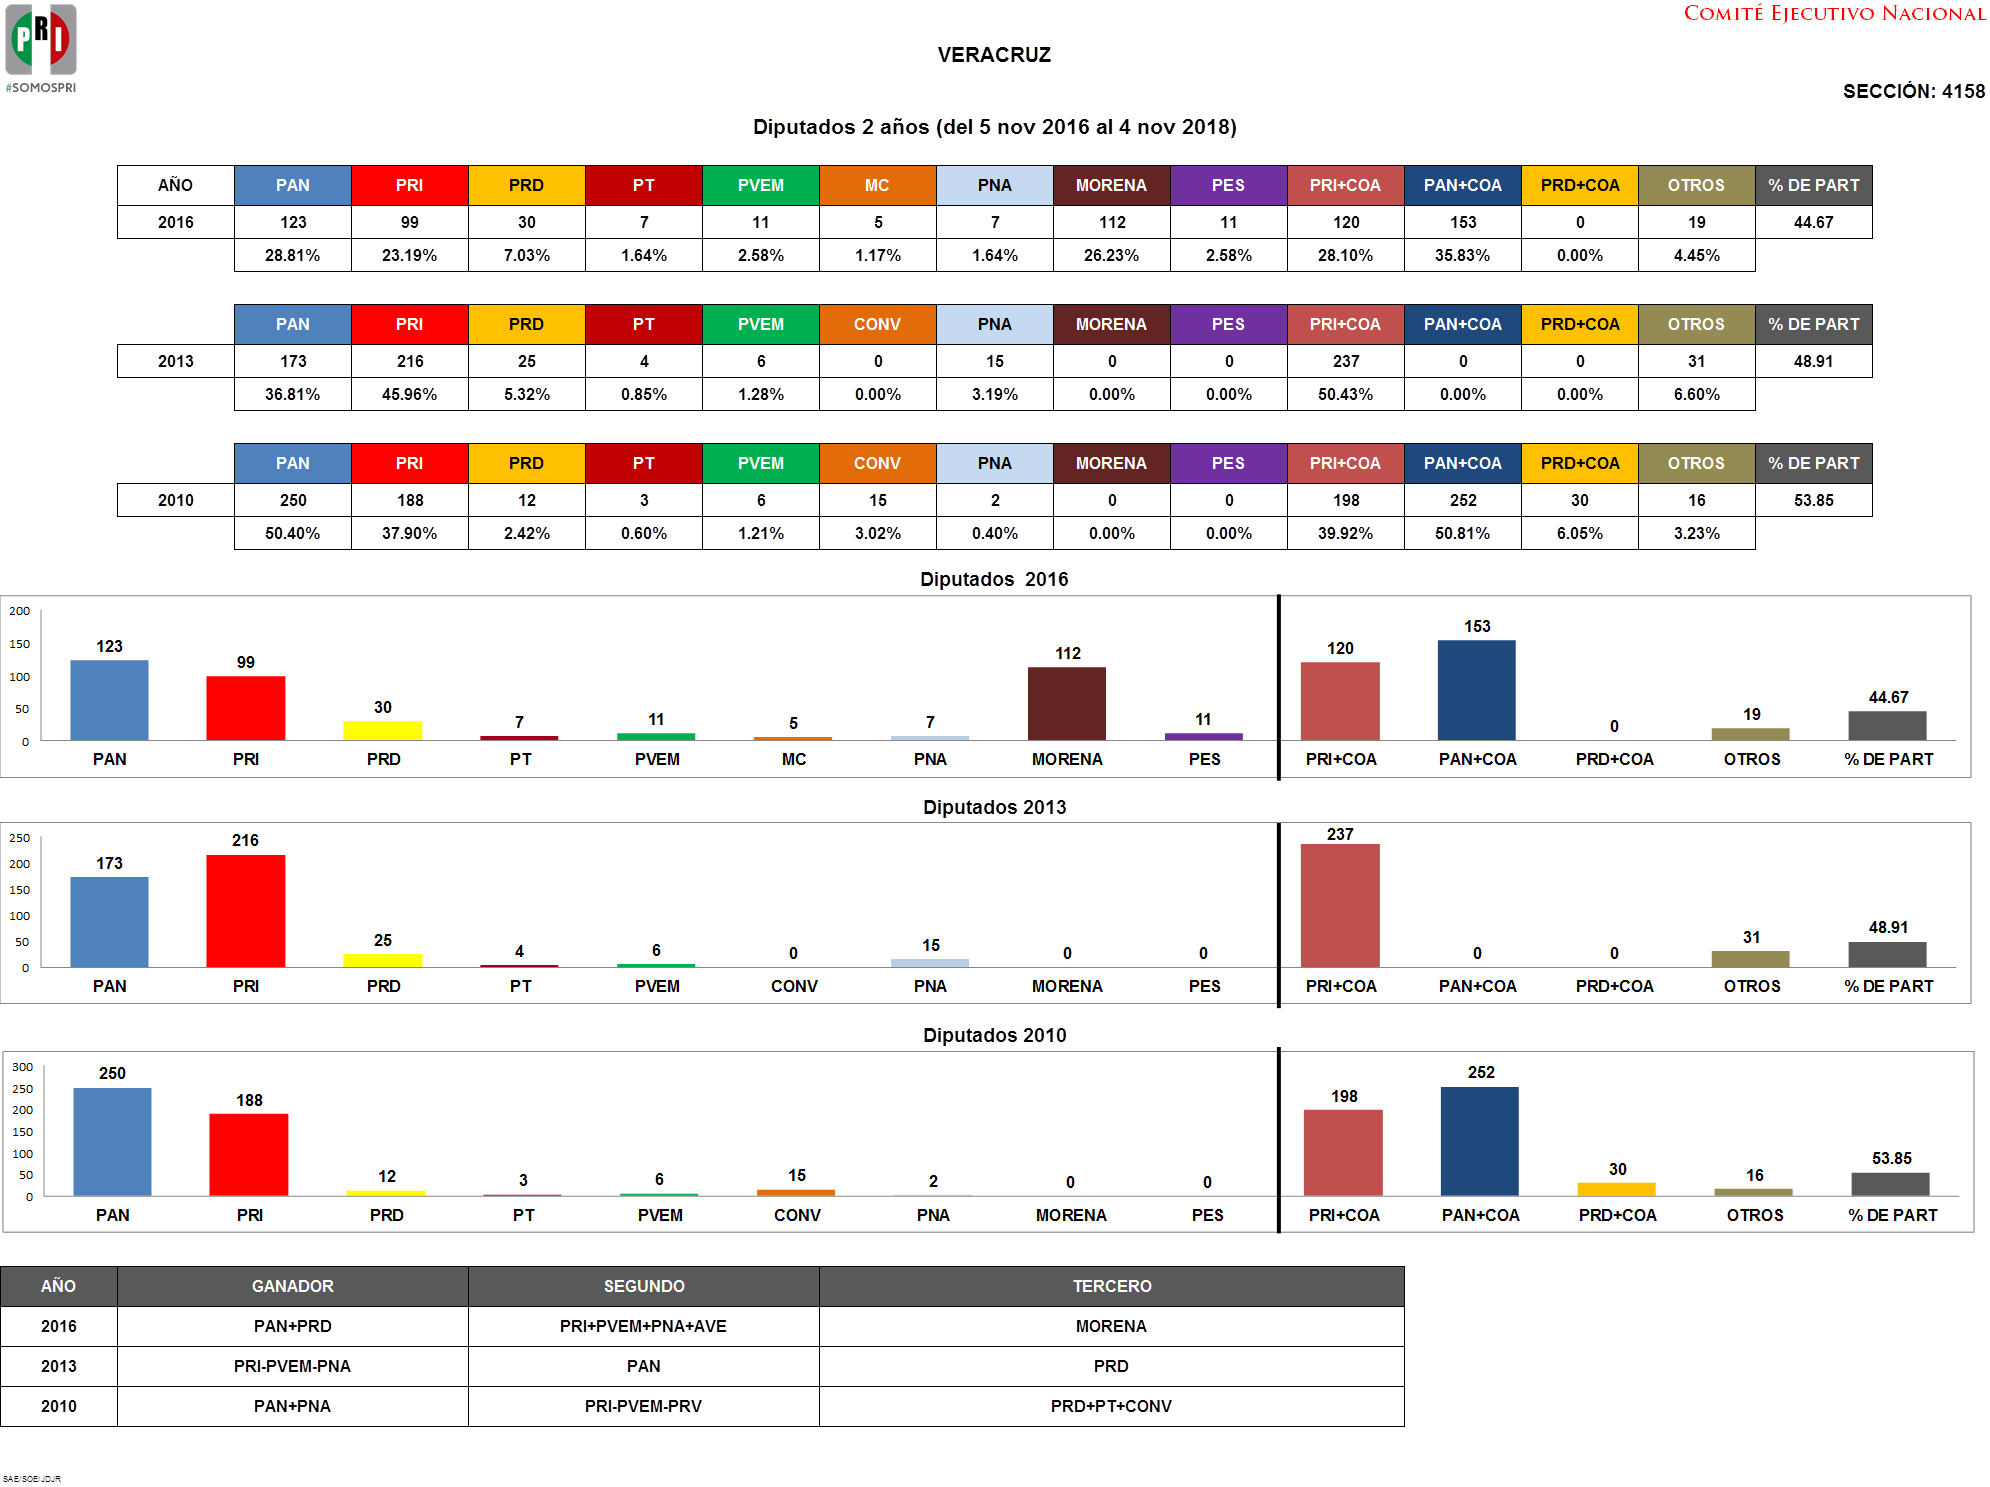 PRI
#SOMOSPRI
COMITÉ EJECUTIVO NACIONAL
VERACRUZ
SECCIÓN: 4158
Diputados 2 años (del 5 nov 2016 al 4 nov 2018)
AÑO PAN PRI PRD PT PVEM MC PNA MORENA PES PRI+COA PAN+COA PRD+COA OTROS % DE PART
2016 123 99 30 7 11 5 7 112 11 120 153 0 19 44.67
28.81% 23.19% 7.03% 1.64% 2.58% 1.17% 1.64% 26.23% 2.58% 28.10% 35.83% 0.00% 4.45%
PAN PRI PRD PT PVEM CONV PNA MORENA PES PRI+COA PAN+COA PRD+COA OTROS % DE PART
2013 173 216 25 4 6 0 15 0 0 237 0 0 31 48.91
36.81% 45.96% 5.32% 0.85% 1.28% 0.00% 3.19% 0.00% 0.00% 50.43% 0.00% 0.00% 6.60%
PAN PRI PRD PT PVEM CONV PNA MORENA PES PRI+COA PAN+COA PRD+COA OTROS % DE PART
2010 250 188 12 3 6 15 2 0 0 198 252 30 16 53.85
50.40% 37.90% 2.42% 0.60% 1.21% 3.02% 0.40% 0.00% 0.00% 39.92% 50.81% 6.05% 3.23%
Diputados 2016
200
150
100
50
0
123 99 30 7 11 5 7 112 11 120 153 0 19 44.67
PAN PRI PRD PT PVEM MC PNA MORENA PES PRI+COA PAN+COA PRD+COA OTROS % DE PART
Diputados 2013
250
200
150
100
50
0
173 216 25 4 6 0 15 0 0 237 0 0 31 48.91
PAN PRI PRD PT PVEM CONV PNA MORENA PES PRI+COA PAN+COA PRD+COA OTROS % DE PART
Diputados 2010
300
250
200
150
100
50
0
250 188 12 3 6 15 2 0 0 198 252 30 16 53.85
PAN PRI PRD PT PVEM CONV PNA MORENA PES PRI+COA PAN+COA PRD+COA OTROS % DE PART
AÑO GANADOR SEGUNDO TERCERO
2016 PAN+PRD PRI+PVEM+PNA+AVE MORENA
2013 PRI-PVEM-PNA PAN PRD
2010 PAN+PNA PRI-PVEM-PRV PRD+PT+CONV
SAE/SOE/JDJR